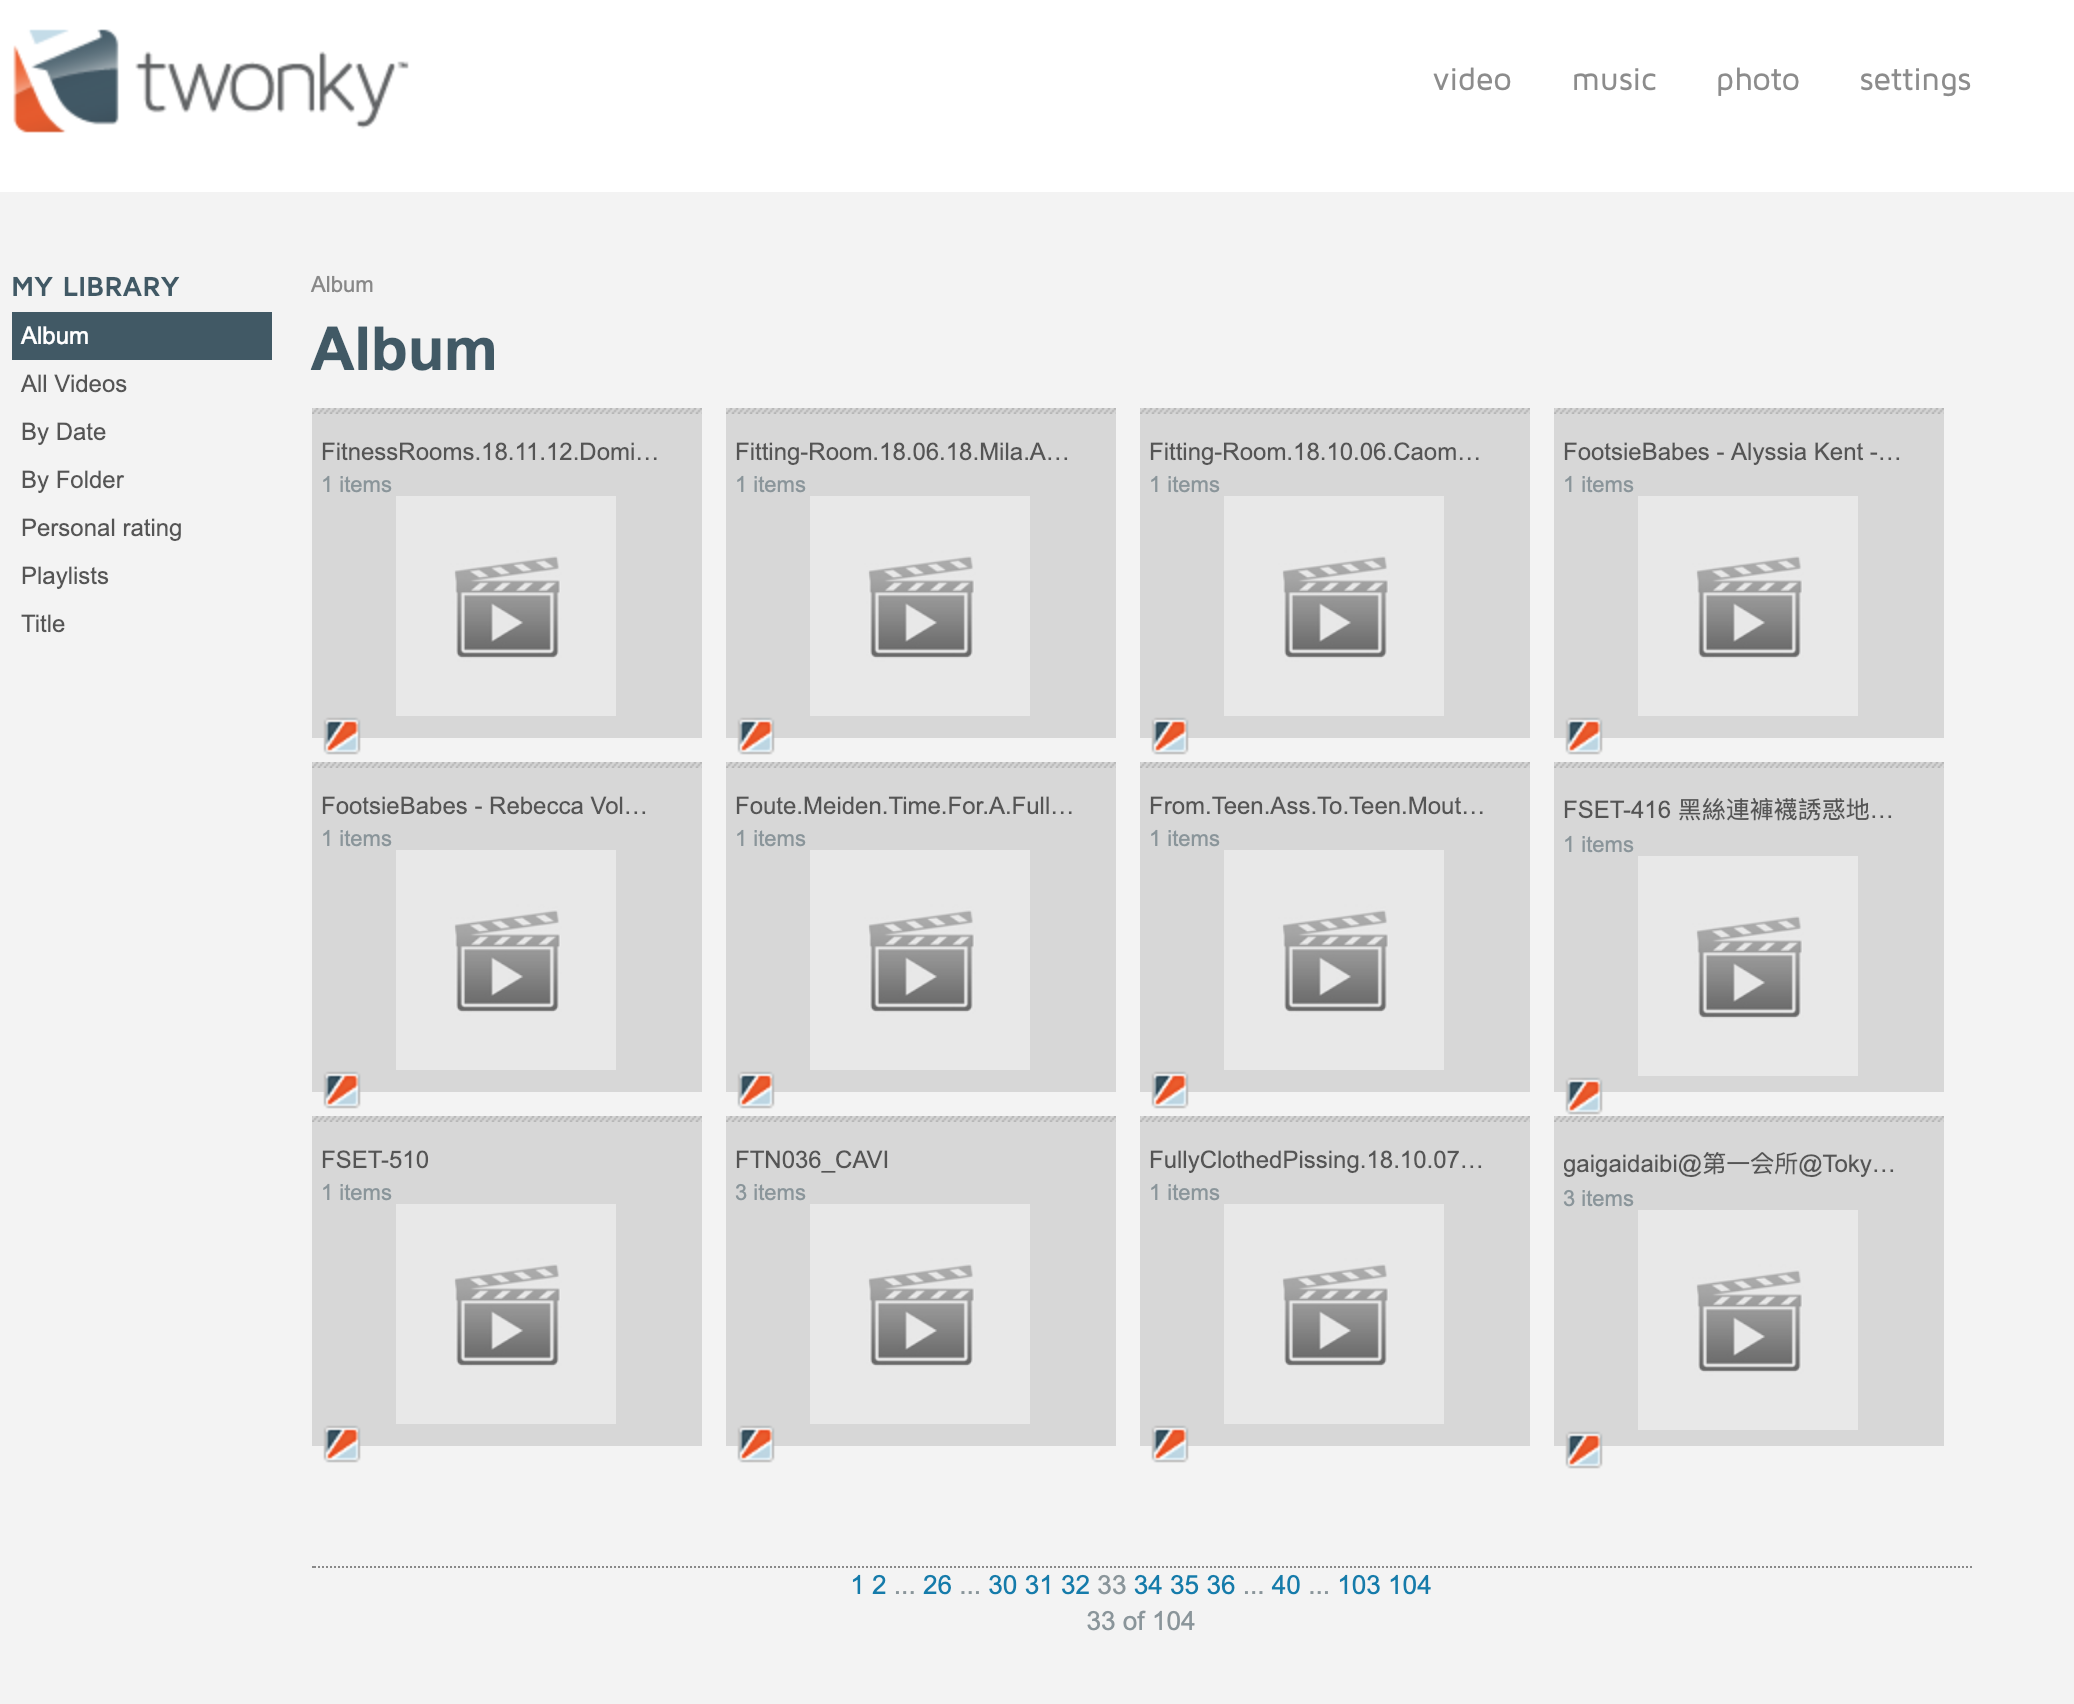 twonky™
video music photo settings
MY LIBRARY
Album
All Videos
By Date
By Folder
Personal rating
Playlists
Title
Album
Album
FitnessRooms.18.11.12.Domi...
1 items
Fitting-Room.18.06.18.Mila.A...
1 items
Fitting-Room.18.10.06.Caom...
1 items
FootsieBabes - Alyssia Kent -...
1 items
FootsieBabes - Rebecca Vol...
1 items
Foute.Meiden.Time.For.A.Full...
1 items
From.Teen.Ass.To.Teen.Mout...
1 items
FSET-416 黑絲連褲襪誘惑地...
1 items
FSET-510
1 items
FTN036_CAVI
3 items
FullyClothedPissing.18.10.07...
1 items
gaigaidaibi@第一会所@Toky...
3 items
1 2 ... 26 ... 30 31 32 33 34 35 36 ... 40 ... 103 104
33 of 104